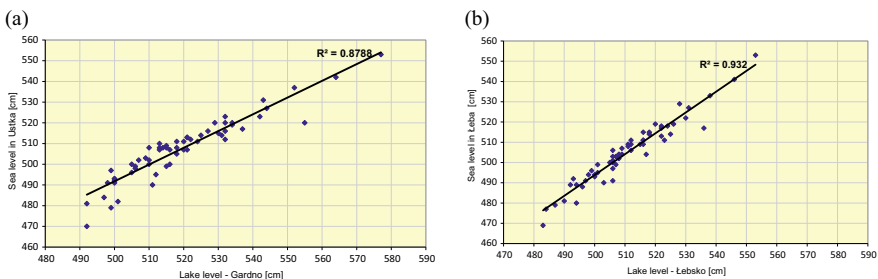 (a)
R² = 0.8788
Sea level in Ustka [cm]
560
550
540
530
520
510
500
490
480
470
460
480 490 500 510 520 530 540 550 560 570 580 590
Lake level - Gardno [cm]
(b)
R² = 0.932
Sea level in Łeba [cm]
560
550
540
530
520
510
500
490
480
470
460
460 470 480 490 500 510 520 530 540 550 560
Lake level - Łebsko [cm]